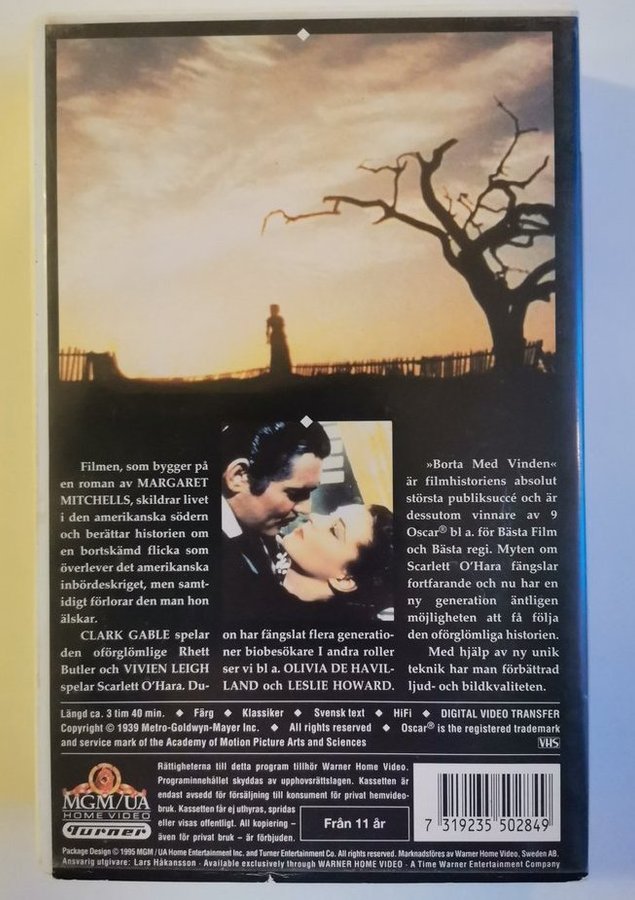 Filmen, som bygger på
en roman av MARGARET
MITCHELLS, skildrar livet
i den amerikanska södern
och berättar historien om
en bortskämd flicka som
överlever det amerikanska
inbördeskriget, men samt-
idigt förlorar den man hon
älskar.
CLARK GABLE spelar
den oförglömlige Rhett
Butler och VIVIEN LEIGH
spelar Scarlett O'Hara. Du-
on har fängslat flera generatio-
ner biobesökare I andra roller
ser vi bl a. OLIVIA DE HAVIL-
LAND och LESLIE HOWARD.
»Borta Med Vinden«
är filmhistoriens absolut
största publiksuccé och är
dessutom vinnare av 9
Oscar® bl a. för Bästa Film
och Bästa regi. Myten om
Scarlett O'Hara fängslar
fortfarande och nu har en
ny generation äntligen
möjligheten att få följa
den oförglömliga historien.
Med hjälp av ny unik
teknik har man förbättrad
ljud- och bildkvaliteten.
Längd ca. 3 tim 40 min. ◆ Färg ◆ Klassiker ◆ Svensk text ◆ HiFi ◆ DIGITAL VIDEO TRANSFER
Copyright © 1939 Metro-Goldwyn-Mayer Inc. ◆ All rights reserved ◆ Oscar® is the registered trademark
and service mark of the Academy of Motion Picture Arts and Sciences
VHS
MGM/UA
HOME VIDEO
Turner
Rättigheterna till detta program tillhör Warner Home Video.
Programinnehållet skyddas av upphovsrättslagen. Kassetten är
endast avsedd för försäljning till konsument för privat hemvideo-
bruk. Kassetten får ej uthyras, spridas
eller visas offentligt. All kopiering –
även för privat bruk – är förbjuden.
Från 11 år
7 319235 502849
Package Design © 1995 MGM / UA Home Entertainment Inc. and Turner Entertainment Co. All rights reserved. Marknadsföres av Warner Home Video, Sweden AB.
Ansvarig utgivare: Lars Håkansson · Available exclusively through WARNER HOME VIDEO · A Time Warner Entertainment Company